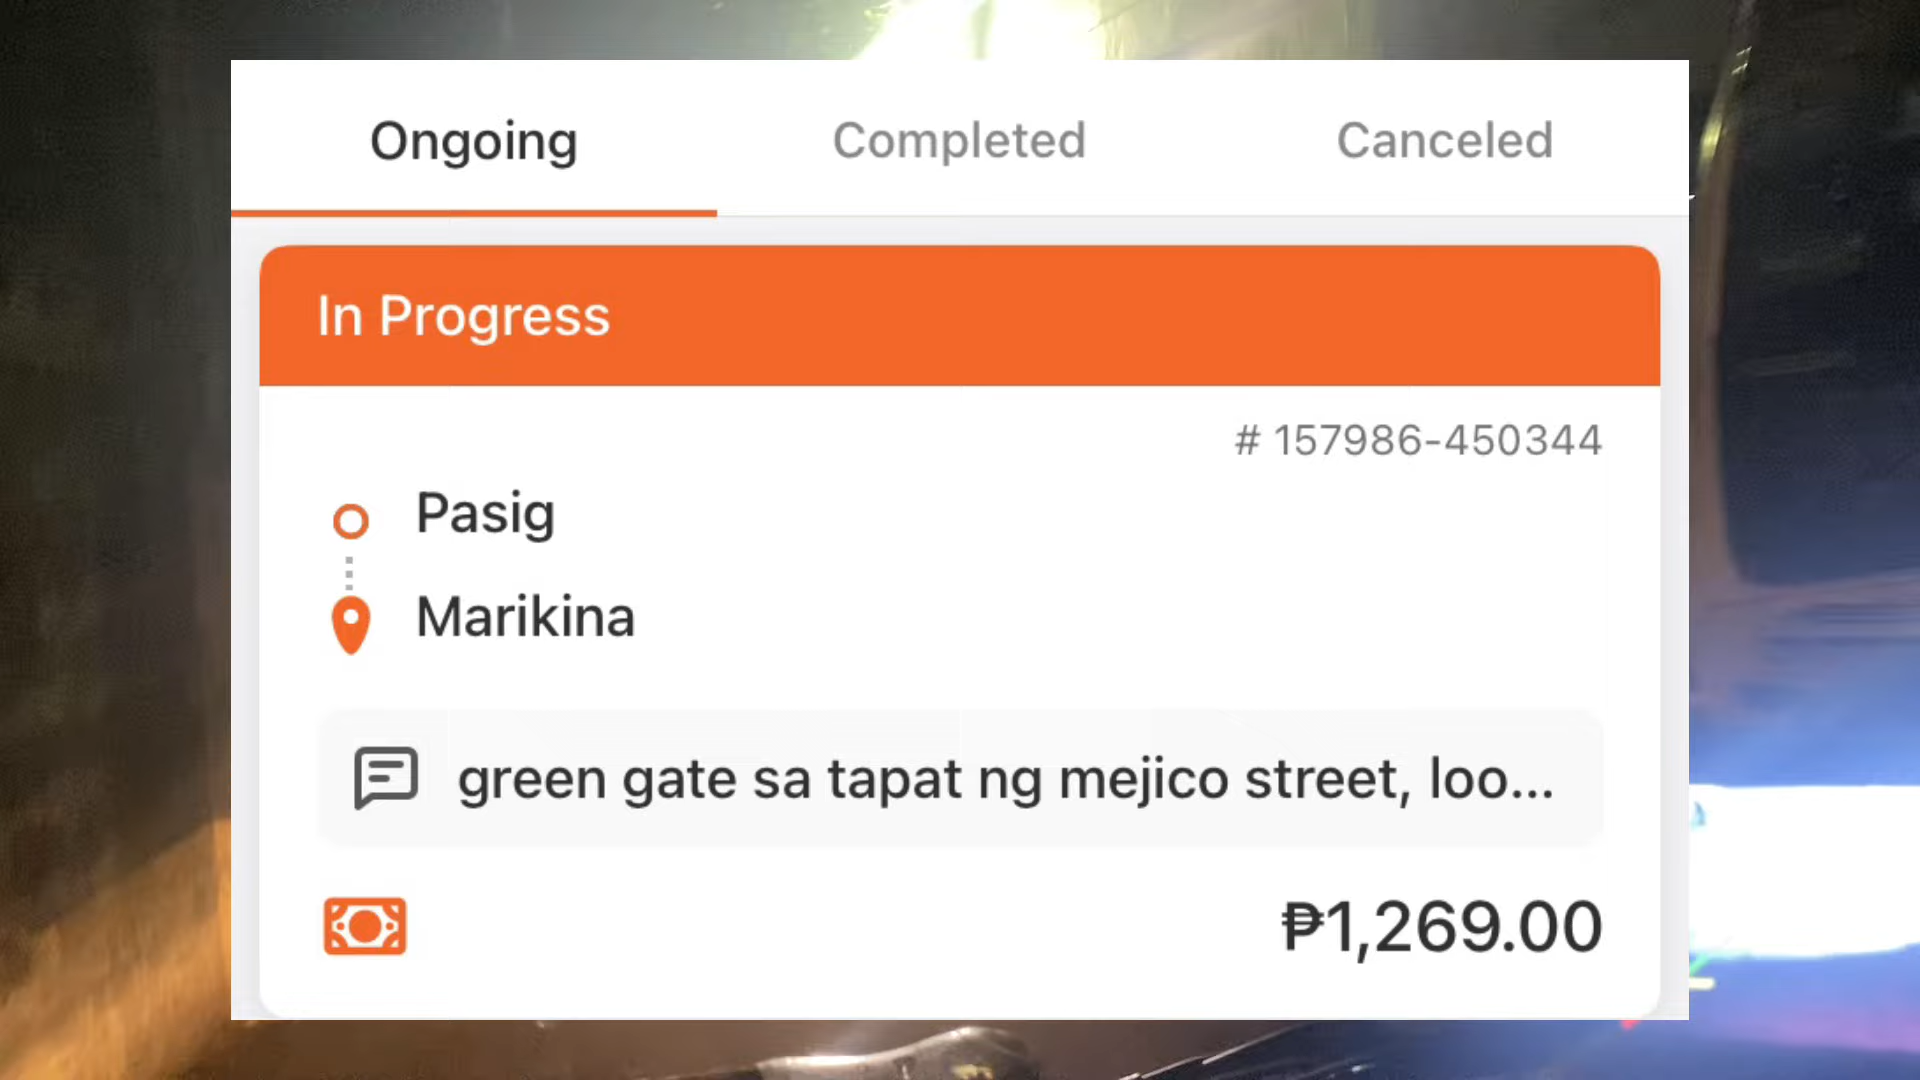 Ongoing Completed Canceled
In Progress
# 157986-450344
Pasig
Marikina
green gate sa tapat ng mejico street, loo...
₱1,269.00